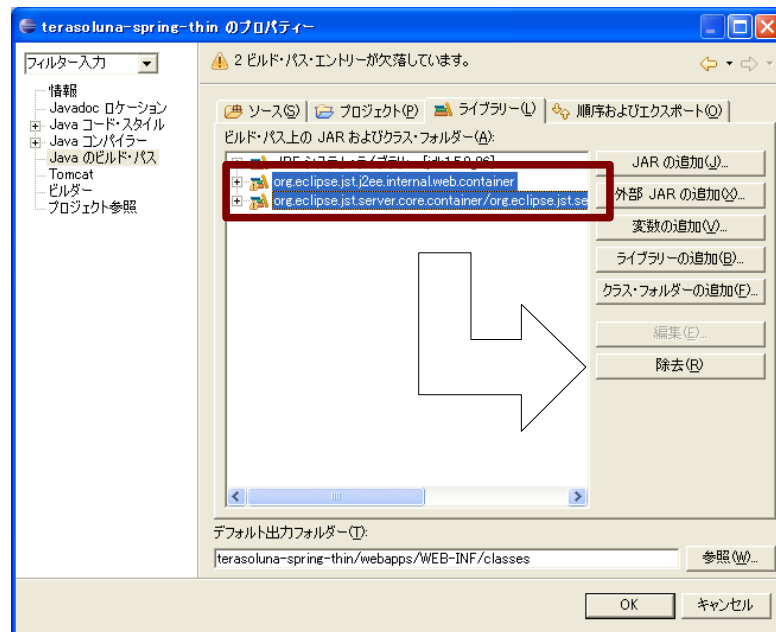 terasoluna-spring-thin のプロパティー
フィルター入力
2 ビルド・パス・エントリーが欠落しています。
情報
Javadoc ロケーション
Java コード・スタイル
Java コンパイラー
Java のビルド・パス
Tomcat
ビルダー
プロジェクト参照
ソース(S)
プロジェクト(P)
ライブラリー(L)
順序およびエクスポート(O)
ビルド・パス上の JAR およびクラス・フォルダー(A):
org.eclipse.jst.j2ee.internal.web.container
org.eclipse.jst.server.core.container/org.eclipse.jst.se
JAR の追加(J)...
外部 JAR の追加(X)...
変数の追加(V)...
ライブラリーの追加(B)...
クラス・フォルダーの追加(F)...
編集(E)...
除去(R)
デフォルト出力フォルダー(T):
terasoluna-spring-thin/webapps/WEB-INF/classes
参照(W)...
OK
キャンセル